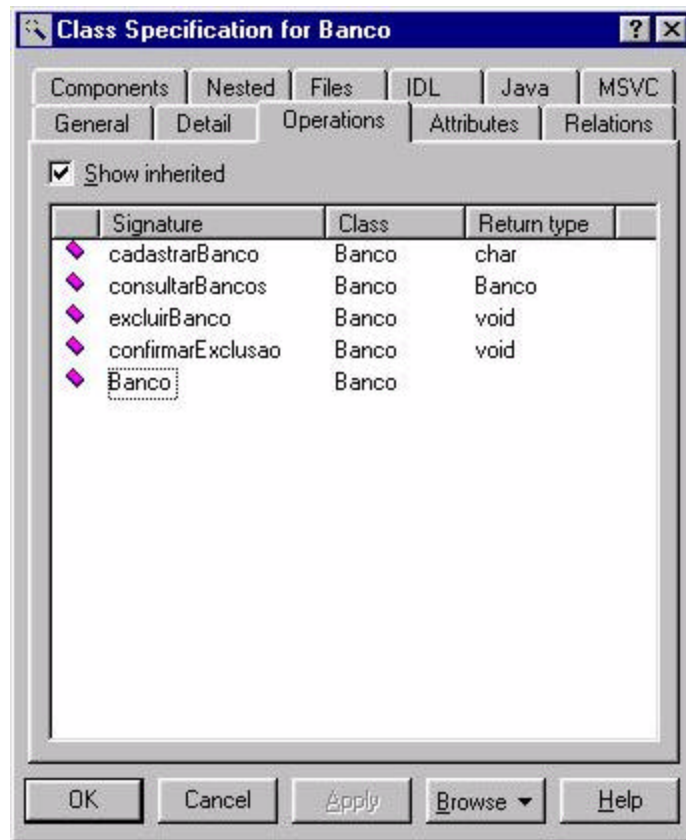 Class Specification for Banco
Components Nested Files IDL Java MSVC
General Detail Operations Attributes Relations
Show inherited
Signature Class Return type
cadastrarBanco Banco char
consultarBancos Banco Banco
excluirBanco Banco void
confirmarExclusao Banco void
Banco Banco
OK Cancel Apply Browse Help